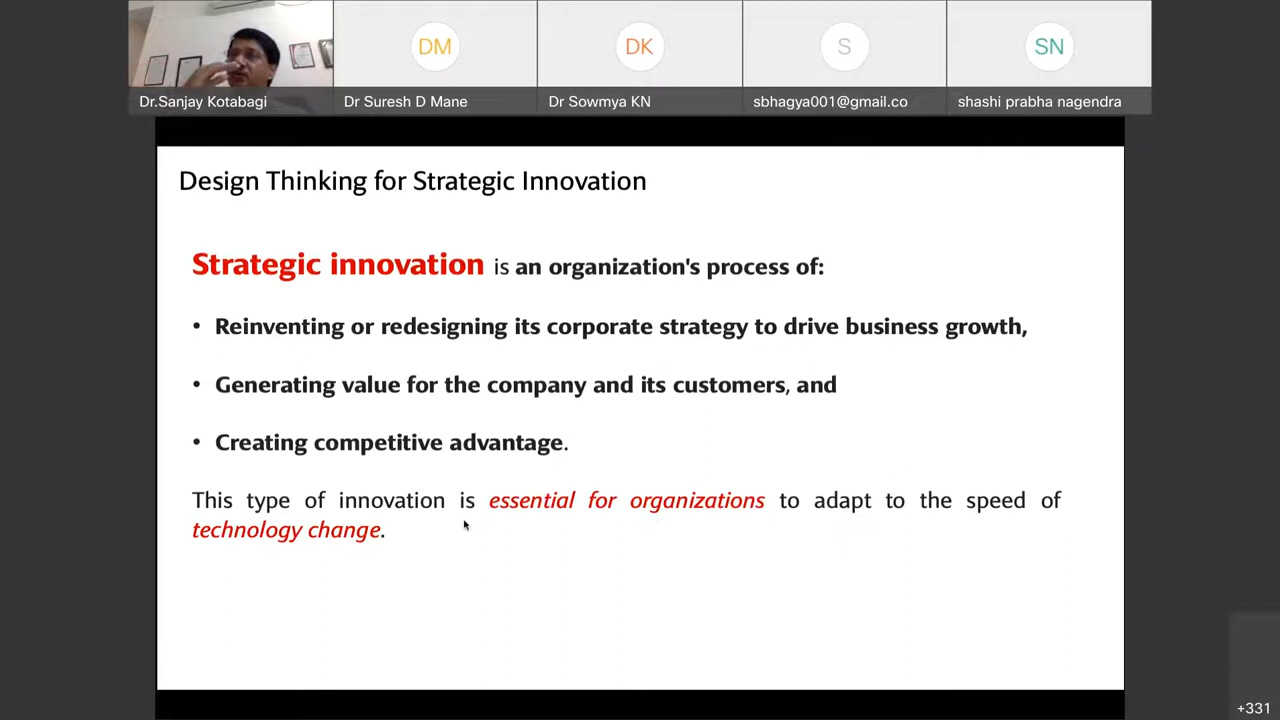 DM
DK
S
SN
Dr.Sanjay Kotabagi
Dr Suresh D Mane
Dr Sowmya KN
sbhagya001@gmail.co
shashi prabha nagendra
Design Thinking for Strategic Innovation
Strategic innovation is an organization's process of:
• Reinventing or redesigning its corporate strategy to drive business growth,
• Generating value for the company and its customers, and
• Creating competitive advantage.
This type of innovation is essential for organizations to adapt to the speed of
technology change.
+331